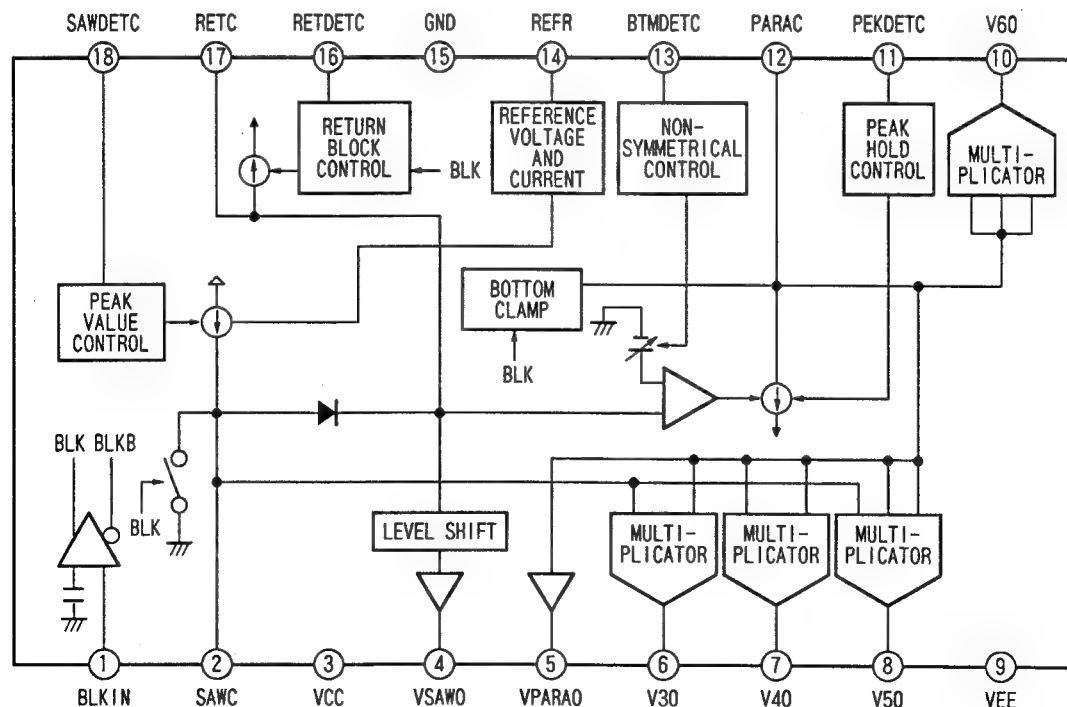 SAWDETC RETC RETDETC GND REFR BTMDETC PARAC PEKDETC V60
18 17 16 15 14 13 12 11 10
RETURN
BLOCK
CONTROL
BLK
REFERENCE
VOLTAGE
AND
CURRENT
NON-
SYMMETRICAL
CONTROL
PEAK
HOLD
CONTROL
MULTI-
PLICATOR
PEAK
VALUE
CONTROL
BOTTOM
CLAMP
BLK
BLK BLKB
BLK
LEVEL SHIFT
MULTI-
PLICATOR
MULTI-
PLICATOR
MULTI-
PLICATOR
1 2 3 4 5 6 7 8 9
BLKIN SAWC VCC VSAWO VPARAO V30 V40 V50 VEE